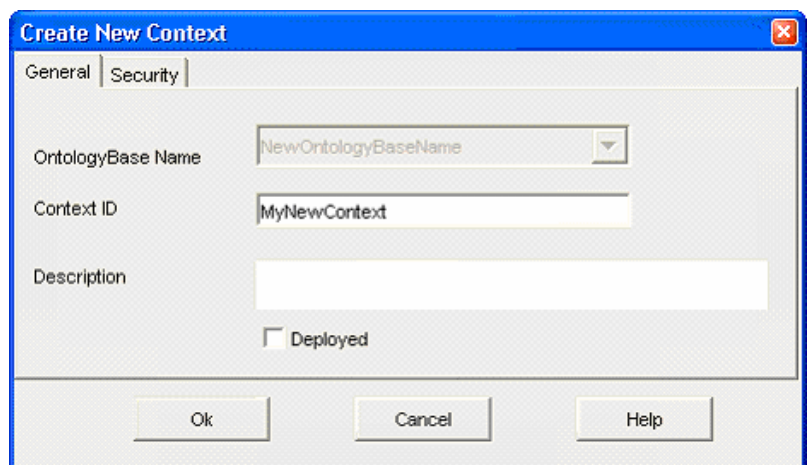 Create New Context
General Security
OntologyBase Name NewOntologyBaseName
Context ID MyNewContext
Description
Deployed
Ok Cancel Help